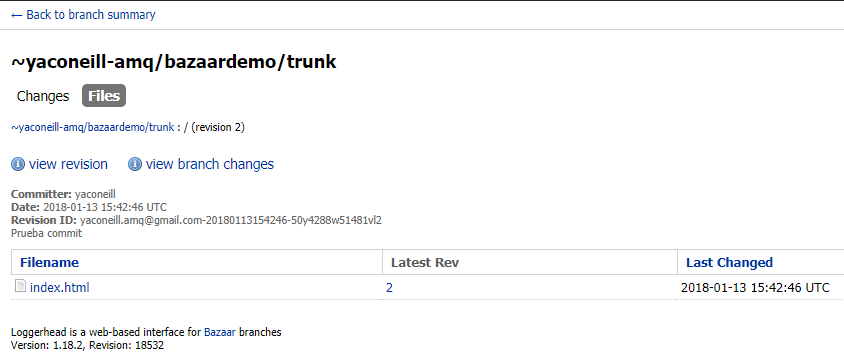 ← Back to branch summary
~yaconeill-amq/bazaardemo/trunk
Changes Files
~yaconeill-amq/bazaardemo/trunk : / (revision 2)
view revision view branch changes
Committer: yaconeill
Date: 2018-01-13 15:42:46 UTC
Revision ID: yaconeill.amq@gmail.com-20180113154246-50y4288w51481vl2
Prueba commit
Filename Latest Rev Last Changed
index.html 2 2018-01-13 15:42:46 UTC
Loggerhead is a web-based interface for Bazaar branches
Version: 1.18.2, Revision: 18532